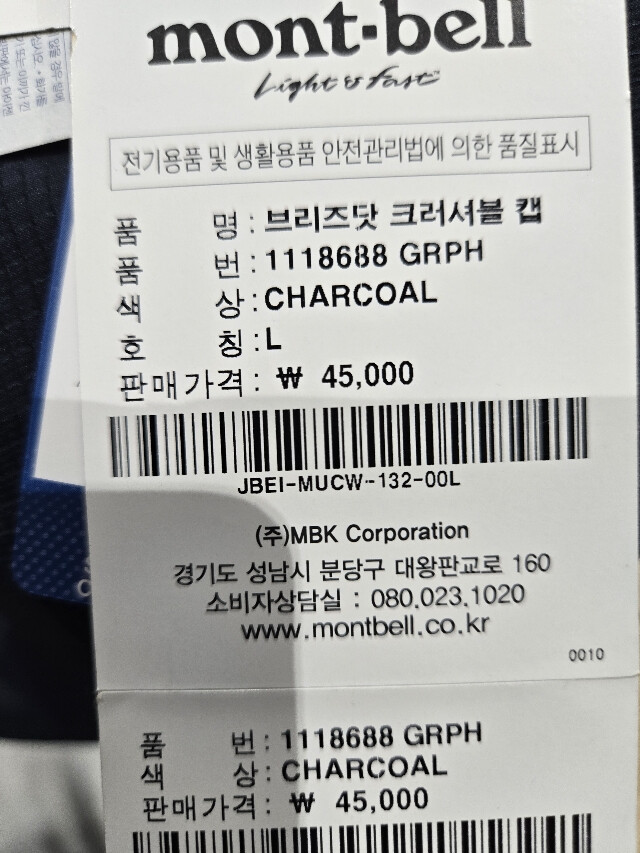 mont-bell
Light & Fast
전기용품 및 생활용품 안전관리법에 의한 품질표시
품 명 : 브리즈닷 크러셔블 캡
품 번 : 1118688 GRPH
색 상 : CHARCOAL
호 칭 : L
판매가격 : ₩ 45,000
JBEI-MUCW-132-00L
(주)MBK Corporation
경기도 성남시 분당구 대왕판교로 160
소비자상담실 : 080.023.1020
www.montbell.co.kr
0010
품 번 : 1118688 GRPH
색 상 : CHARCOAL
판매가격 : ₩ 45,000